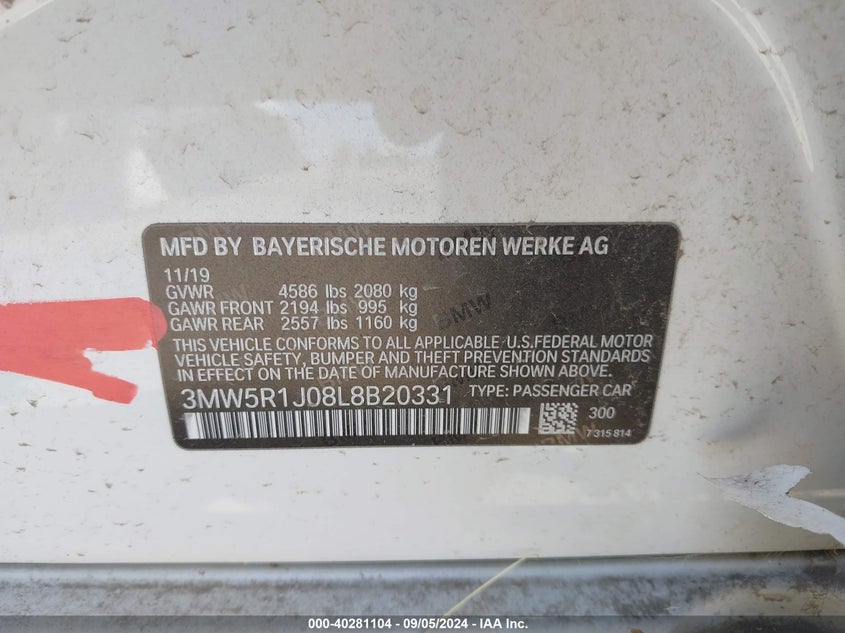 MFD BY BAYERISCHE MOTOREN WERKE AG
11/19
GVWR 4586 lbs 2080 kg
GAWR FRONT 2194 lbs 995 kg
GAWR REAR 2557 lbs 1160 kg
THIS VEHICLE CONFORMS TO ALL APPLICABLE U.S.FEDERAL MOTOR
VEHICLE SAFETY, BUMPER AND THEFT PREVENTION STANDARDS
IN EFFECT ON THE DATE OF MANUFACTURE SHOWN ABOVE.
3MW5R1J08L8B20331 TYPE: PASSENGER CAR
300
7 315 814
BMW
000-40281104 - 09/05/2024 - IAA Inc.